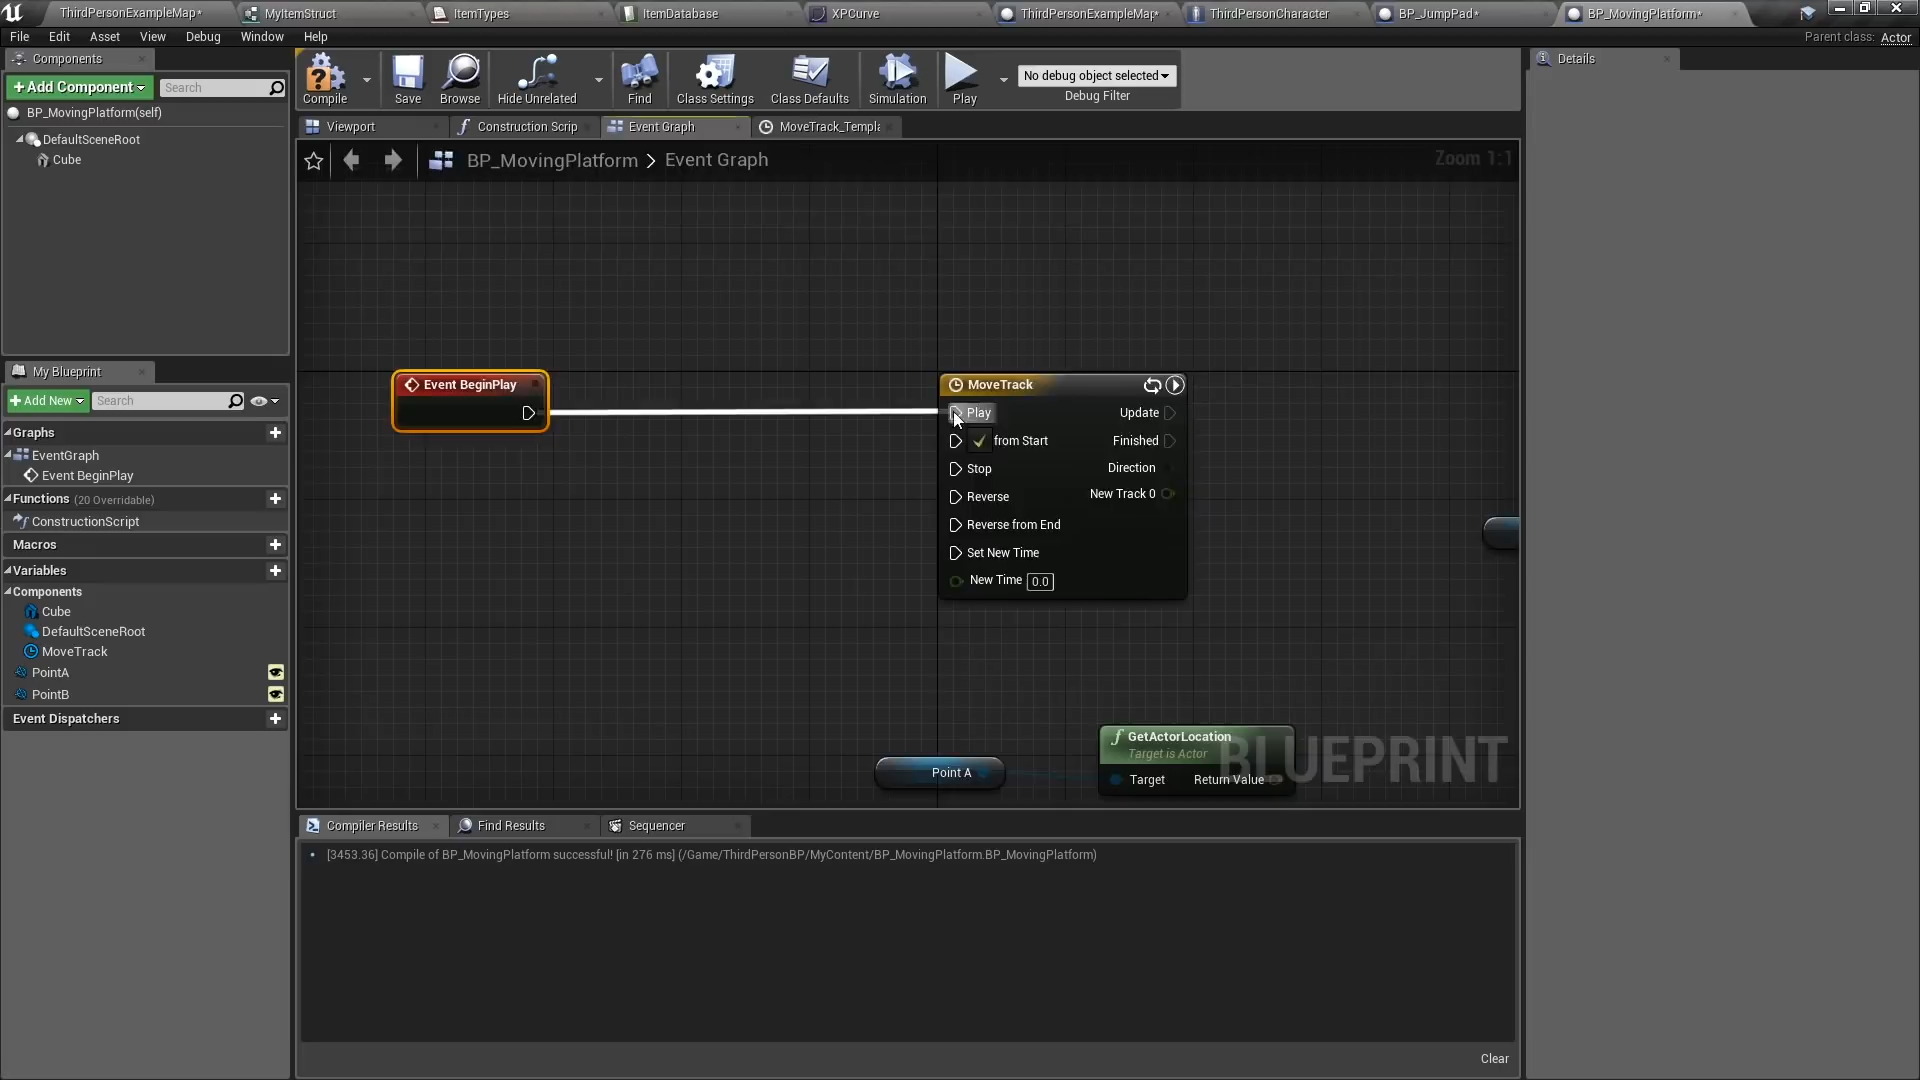 ThirdPersonExampleMap*
MyItemStruct
ItemTypes
ItemDatabase
XPCurve
ThirdPersonExampleMap*
ThirdPersonCharacter
BP_JumpPad*
BP_MovingPlatform*
File Edit Asset View Debug Window Help
Parent class: Actor
Components
+Add Component
Search
BP_MovingPlatform(self)
DefaultSceneRoot
Cube
Compile
Save
Browse
Hide Unrelated
Find
Class Settings
Class Defaults
Simulation
Play
No debug object selected
Debug Filter
Details
Viewport
Construction Scrip
Event Graph
MoveTrack_Templa
BP_MovingPlatform > Event Graph
Zoom 1:1
Event BeginPlay
MoveTrack
Play
Update
from Start
Finished
Stop
Direction
Reverse
New Track 0
Reverse from End
Set New Time
New Time 0.0
Point A
GetActorLocation
Target is Actor
Target
Return Value
BLUEPRINT
My Blueprint
+Add New
Search
Graphs
EventGraph
Event BeginPlay
Functions (20 Overridable)
ConstructionScript
Macros
Variables
Components
Cube
DefaultSceneRoot
MoveTrack
PointA
PointB
Event Dispatchers
Compiler Results
Find Results
Sequencer
[3453.36] Compile of BP_MovingPlatform successful! [in 276 ms] (/Game/ThirdPersonBP/MyContent/BP_MovingPlatform.BP_MovingPlatform)
Clear